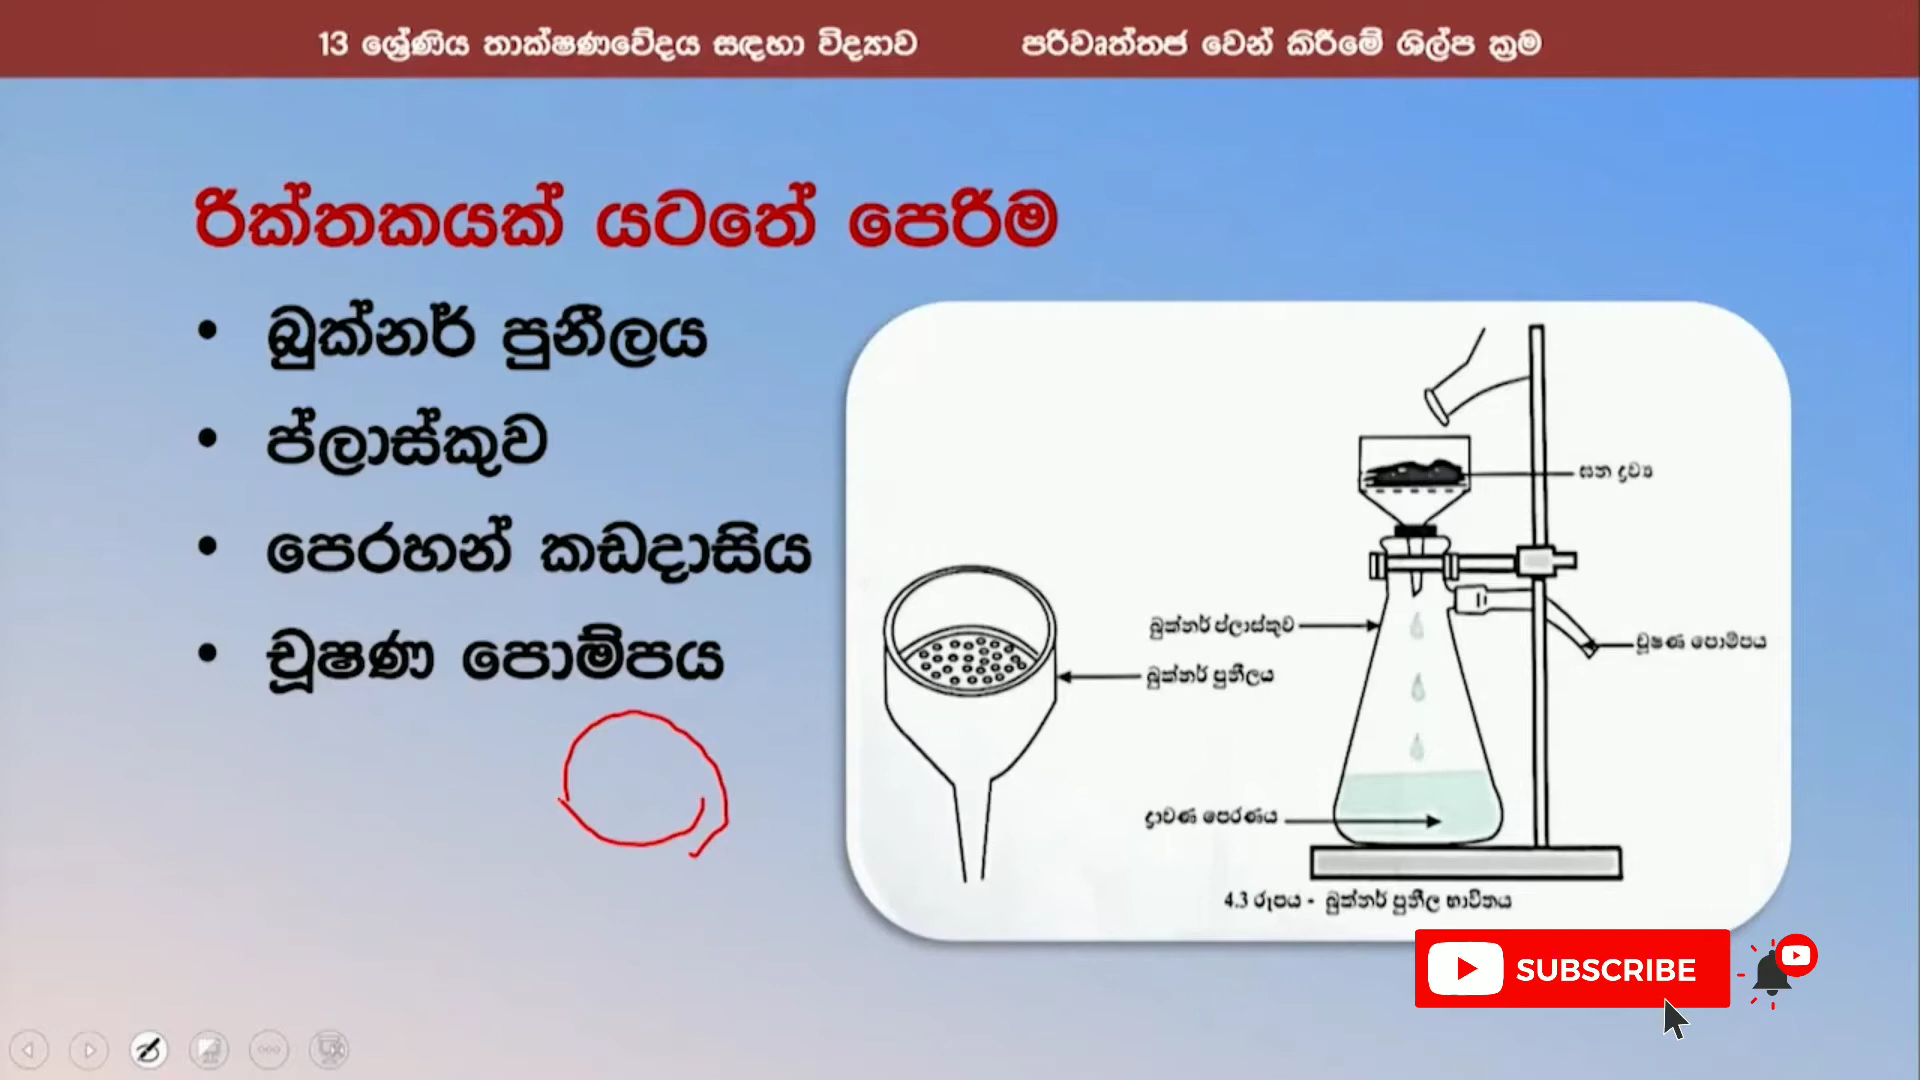 13 ශ්‍රේණිය තාක්ෂණවේදය සඳහා විද්‍යාව
පරිවෘත්තජ වෙන් කිරීමේ ශිල්ප ක්‍රම
රික්තකයක් යටතේ පෙරීම
• බුක්නර් පුනීලය
• ප්ලාස්කුව
• පෙරහන් කඩදාසිය
• චූෂණ පොම්පය
ඝන ද්‍රව්‍ය
බුක්නර් ප්ලාස්කුව
චූෂණ පොම්පය
බුක්නර් පුනීලය
ද්‍රාවණ පෙරණය
4.3 රූපය - බුක්නර් පුනීල භාවිතය
SUBSCRIBE